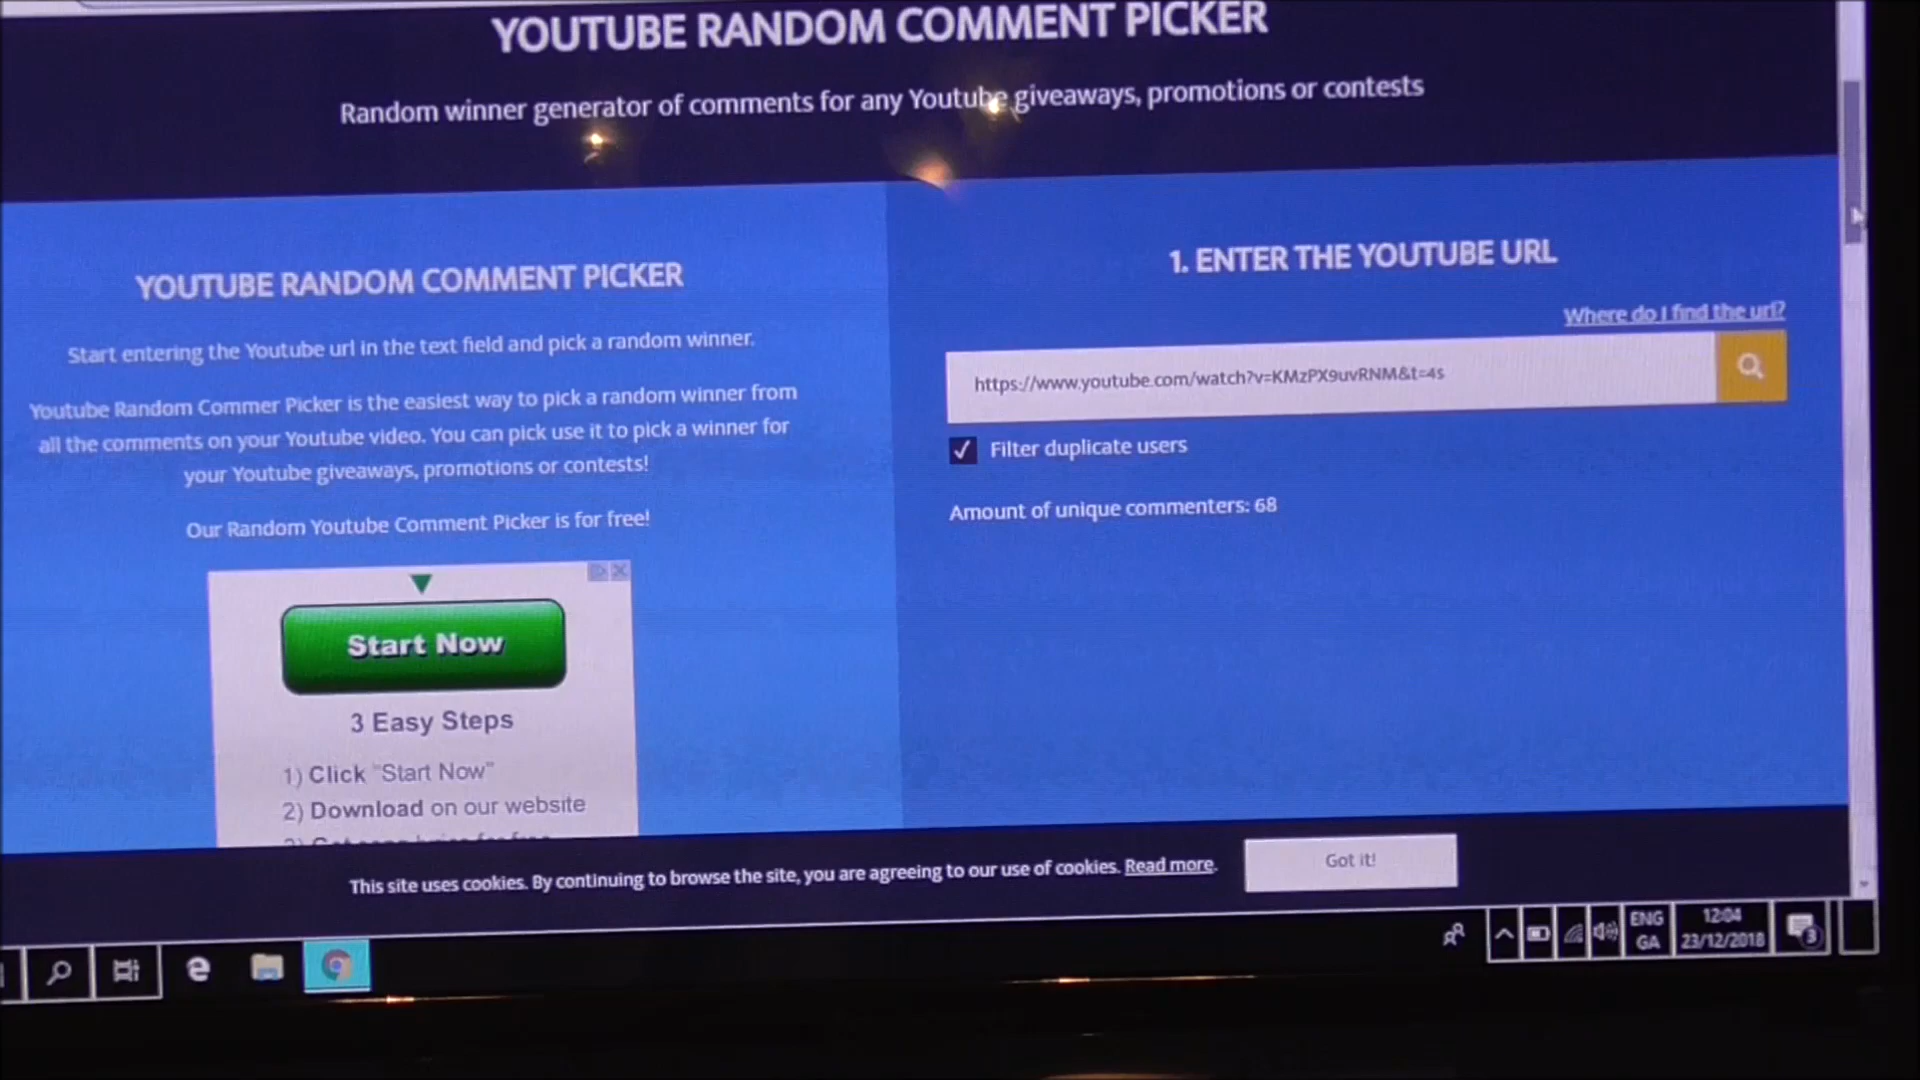 YOUTUBE RANDOM COMMENT PICKER
Random winner generator of comments for any Youtube giveaways, promotions or contests
YOUTUBE RANDOM COMMENT PICKER
Start entering the Youtube url in the text field and pick a random winner.
Youtube Random Commer Picker is the easiest way to pick a random winner from
all the comments on your Youtube video. You can pick use it to pick a winner for
your Youtube giveaways, promotions or contests!
Our Random Youtube Comment Picker is for free!
Start Now
3 Easy Steps
1) Click "Start Now"
2) Download on our website
1. ENTER THE YOUTUBE URL
Where do I find the url?
https://www.youtube.com/watch?v=KMzPX9uvRNM&t=4s
Filter duplicate users
Amount of unique commenters: 68
This site uses cookies. By continuing to browse the site, you are agreeing to our use of cookies. Read more.
Got it!
ENG
GA
12:04
23/12/2018
3